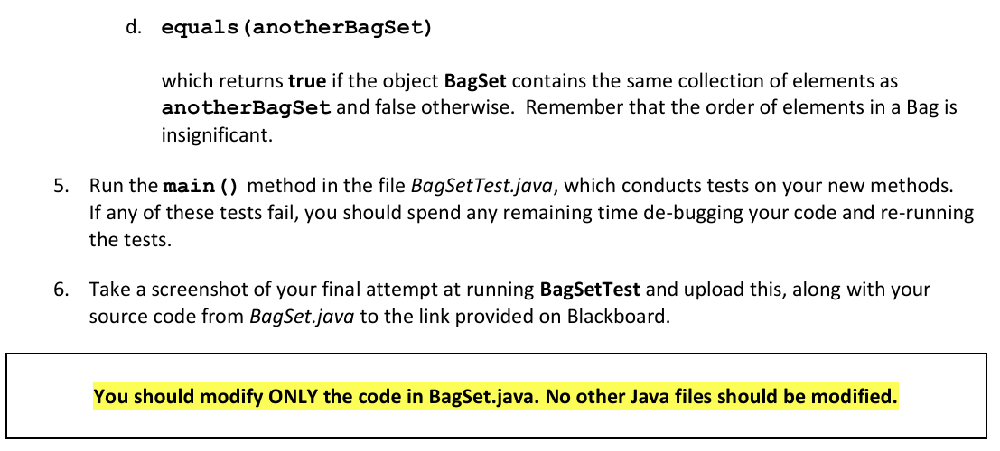 d. equals(anotherBagSet)
which returns true if the object BagSet contains the same collection of elements as
anotherBagSet and false otherwise. Remember that the order of elements in a Bag is
insignificant.
5. Run the main() method in the file BagSetTest.java, which conducts tests on your new methods.
If any of these tests fail, you should spend any remaining time de-bugging your code and re-running
the tests.
6. Take a screenshot of your final attempt at running BagSetTest and upload this, along with your
source code from BagSet.java to the link provided on Blackboard.
You should modify ONLY the code in BagSet.java. No other Java files should be modified.